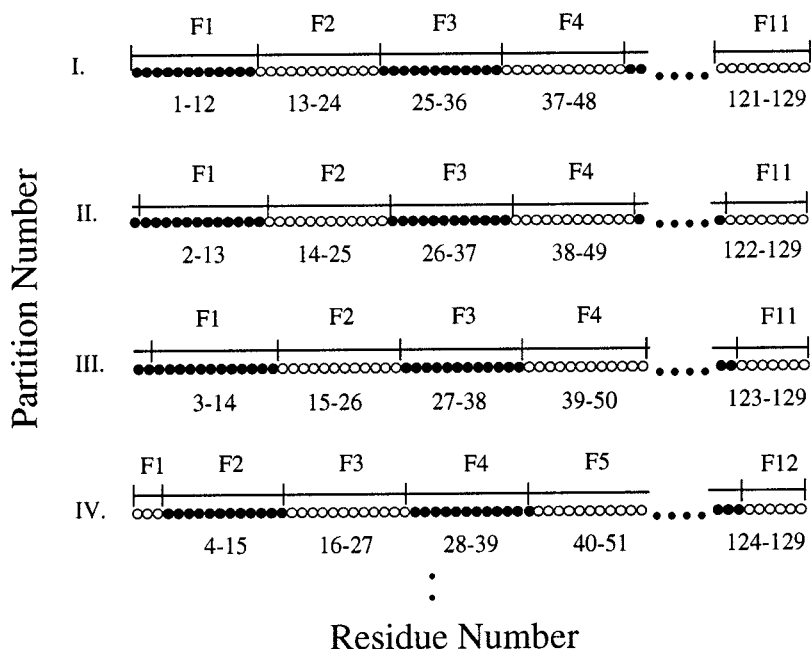 F1 F2 F3 F4 F11
I.
1-12 13-24 25-36 37-48 121-129
F1 F2 F3 F4 F11
II.
2-13 14-25 26-37 38-49 122-129
F1 F2 F3 F4 F11
III.
3-14 15-26 27-38 39-50 123-129
F1 F2 F3 F4 F5 F12
IV.
4-15 16-27 28-39 40-51 124-129
Partition Number
Residue Number